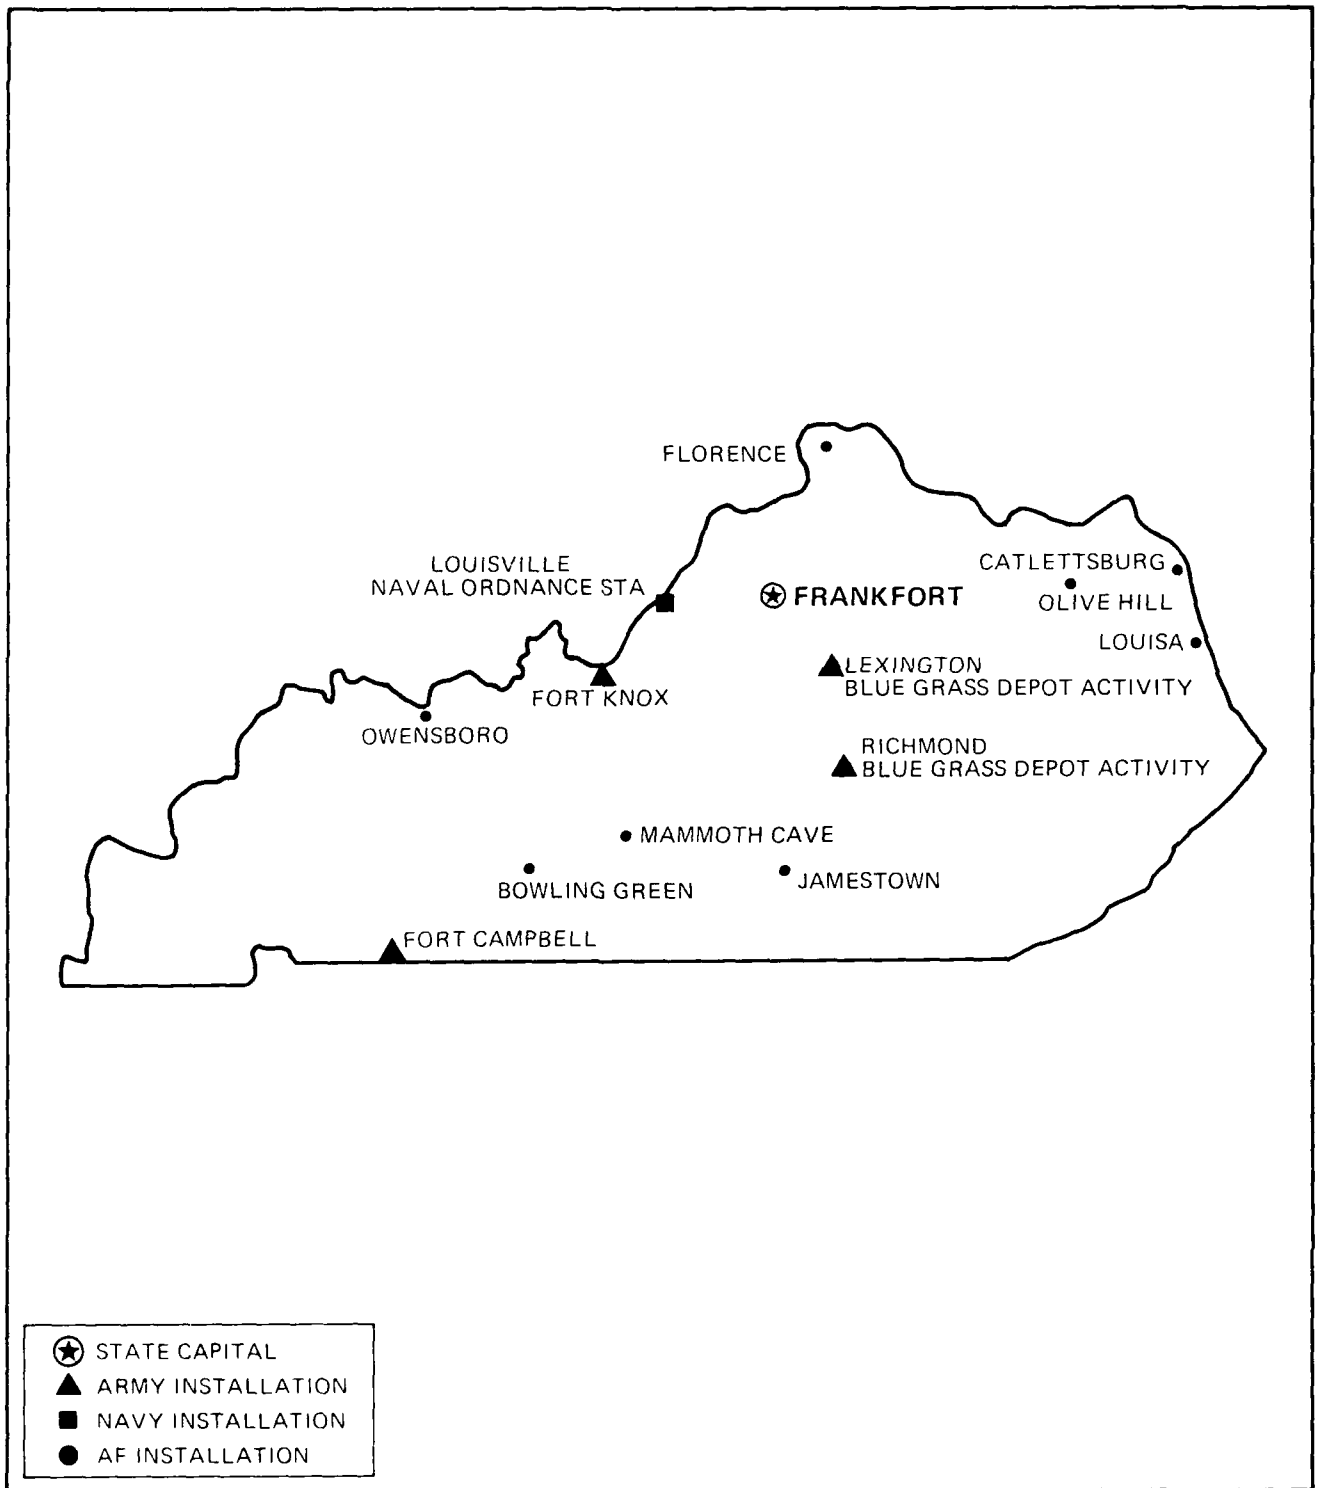 FLORENCE
LOUISVILLE
NAVAL ORDNANCE STA
CATLETTSBURG
FRANKFORT
OLIVE HILL
LOUISA
LEXINGTON
BLUE GRASS DEPOT ACTIVITY
FORT KNOX
OWENSBORO
RICHMOND
BLUE GRASS DEPOT ACTIVITY
MAMMOTH CAVE
JAMESTOWN
BOWLING GREEN
FORT CAMPBELL
STATE CAPITAL
ARMY INSTALLATION
NAVY INSTALLATION
AF INSTALLATION